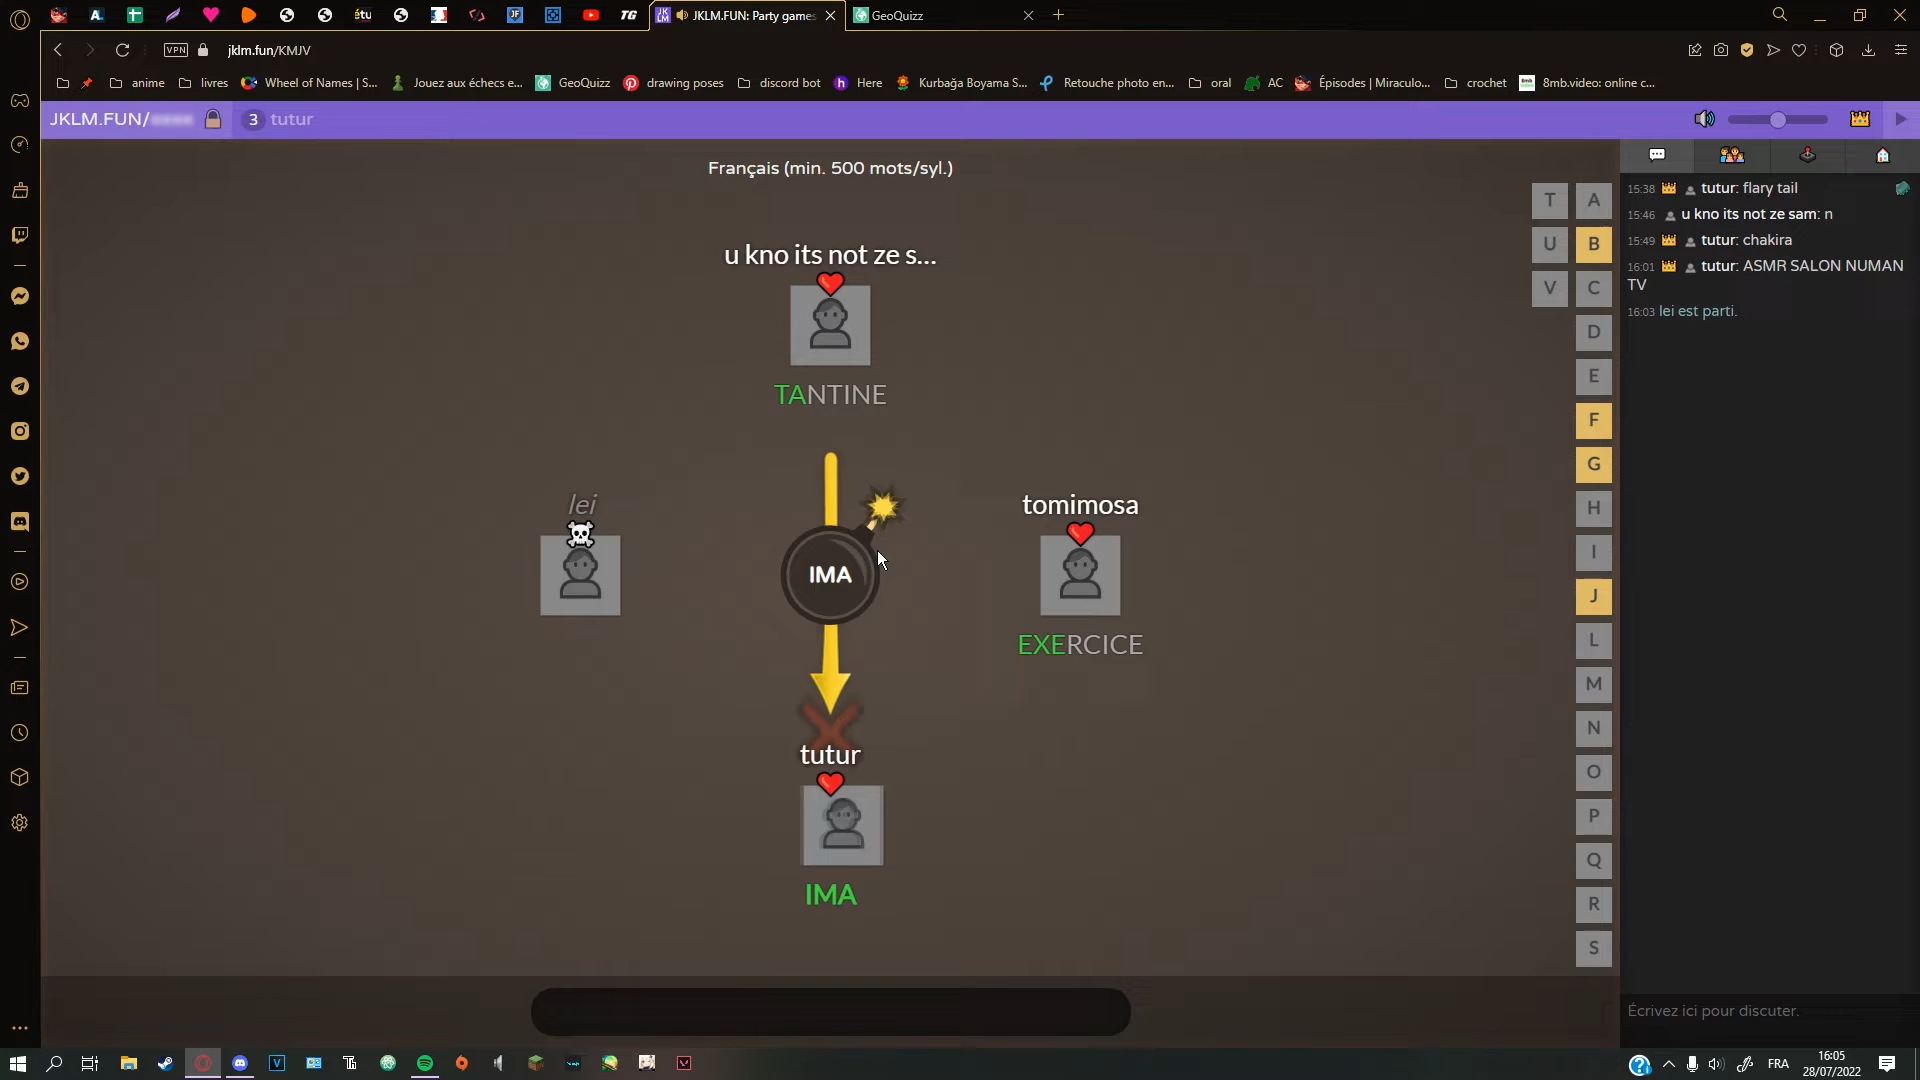 JKLM.FUN: Party games
GeoQuizz
VPN
jklm.fun/KMJV
anime
livres
Wheel of Names | S...
Jouez aux échecs e...
GeoQuizz
drawing poses
discord bot
Here
Kurbağa Boyama S...
Retouche photo en...
oral
AC
Épisodes | Miraculo...
crochet
8mb.video: online c...
JKLM.FUN/
3 tutur
Français (min. 500 mots/syl.)
u kno its not ze s...
TANTINE
lei
IMA
tomimosa
EXERCICE
tutur
IMA
T A
U B
V C
D
E
F
G
H
I
J
L
M
N
O
P
Q
R
S
15:38 tutur: flary tail
15:46 u kno its not ze sam: n
15:49 tutur: chakira
16:01 tutur: ASMR SALON NUMAN
TV
16:03 lei est parti.
Écrivez ici pour discuter.
FRA
16:05
28/07/2022